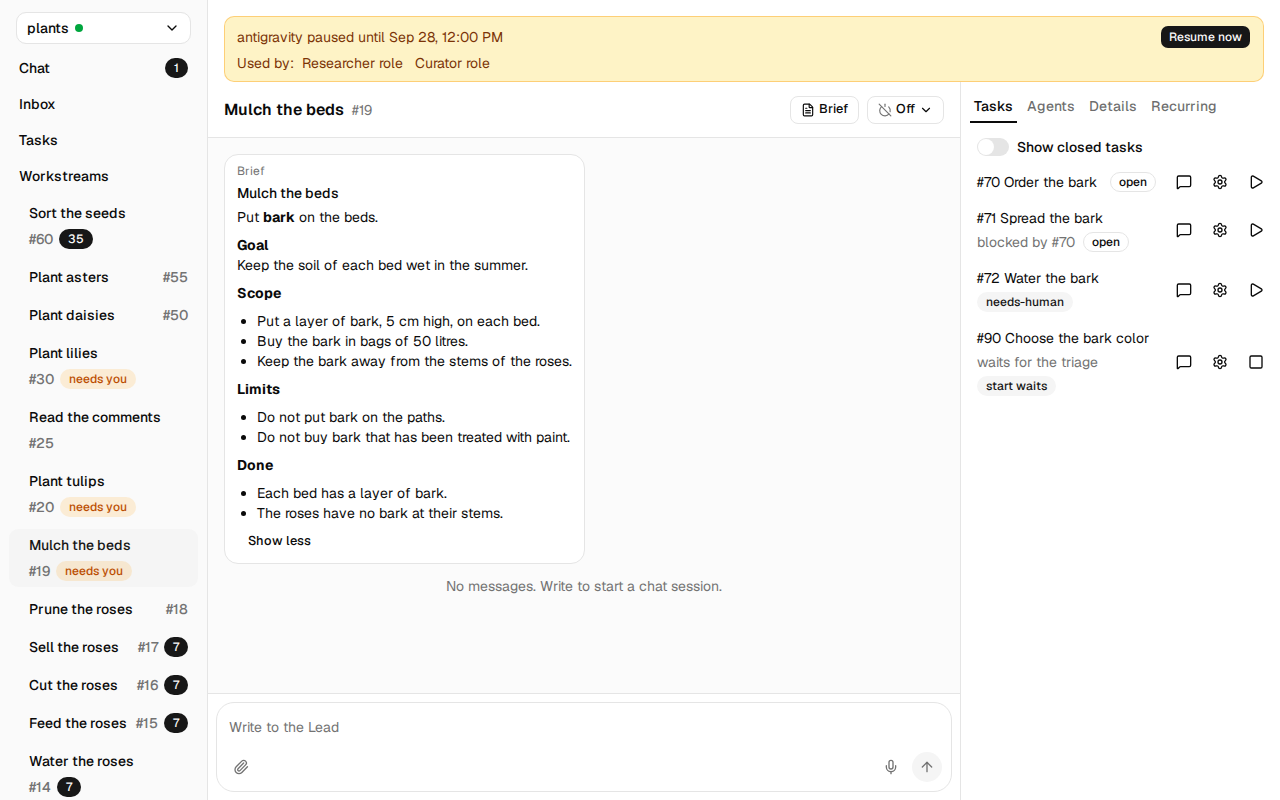 plants
Chat 1
Inbox
Tasks
Workstreams
Sort the seeds
#60 35
Plant asters #55
Plant daisies #50
Plant lilies
#30 needs you
Read the comments
#25
Plant tulips
#20 needs you
Mulch the beds
#19 needs you
Prune the roses #18
Sell the roses #17 7
Cut the roses #16 7
Feed the roses #15 7
Water the roses
#14 7
antigravity paused until Sep 28, 12:00 PM
Resume now
Used by: Researcher role Curator role
Mulch the beds #19
Brief
Off
Brief
Mulch the beds
Put bark on the beds.
Goal
Keep the soil of each bed wet in the summer.
Scope
• Put a layer of bark, 5 cm high, on each bed.
• Buy the bark in bags of 50 litres.
• Keep the bark away from the stems of the roses.
Limits
• Do not put bark on the paths.
• Do not buy bark that has been treated with paint.
Done
• Each bed has a layer of bark.
• The roses have no bark at their stems.
Show less
No messages. Write to start a chat session.
Write to the Lead
Tasks Agents Details Recurring
Show closed tasks
#70 Order the bark open
#71 Spread the bark
blocked by #70 open
#72 Water the bark
needs-human
#90 Choose the bark color
waits for the triage
start waits